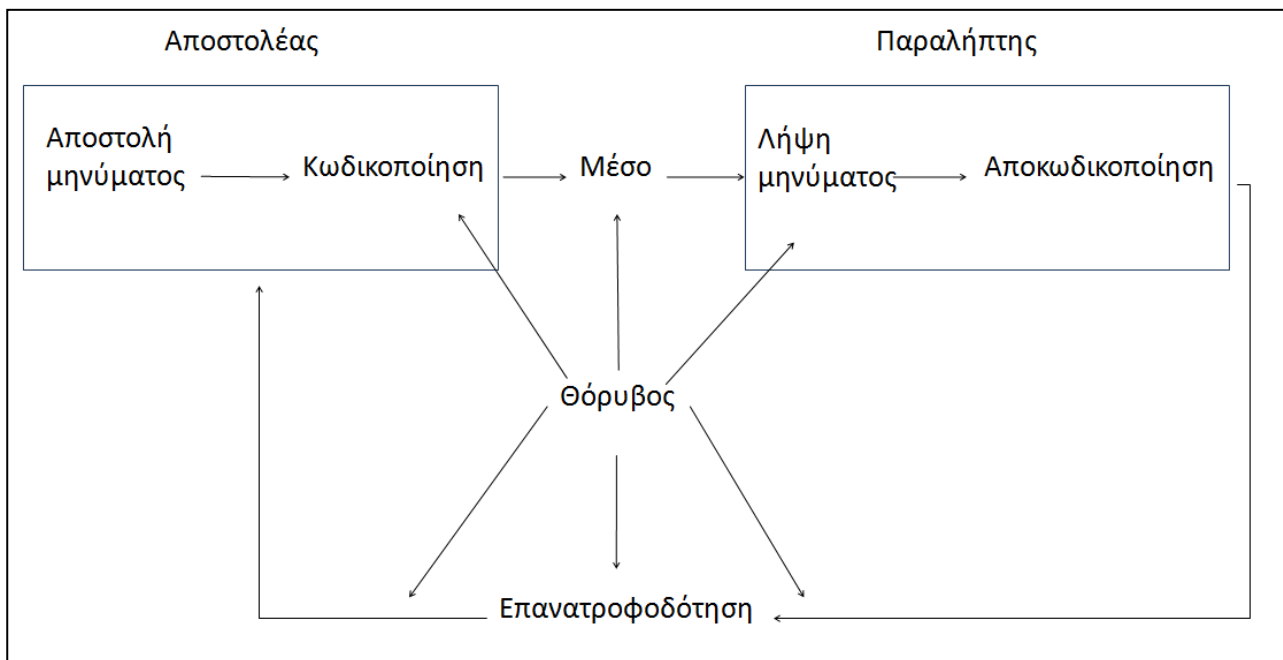 Αποστολέας
Παραλήπτης
Αποστολή
μηνύματος
Κωδικοποίηση
Μέσο
Λήψη
μηνύματος
Αποκωδικοποίηση
Θόρυβος
Επανατροφοδότηση